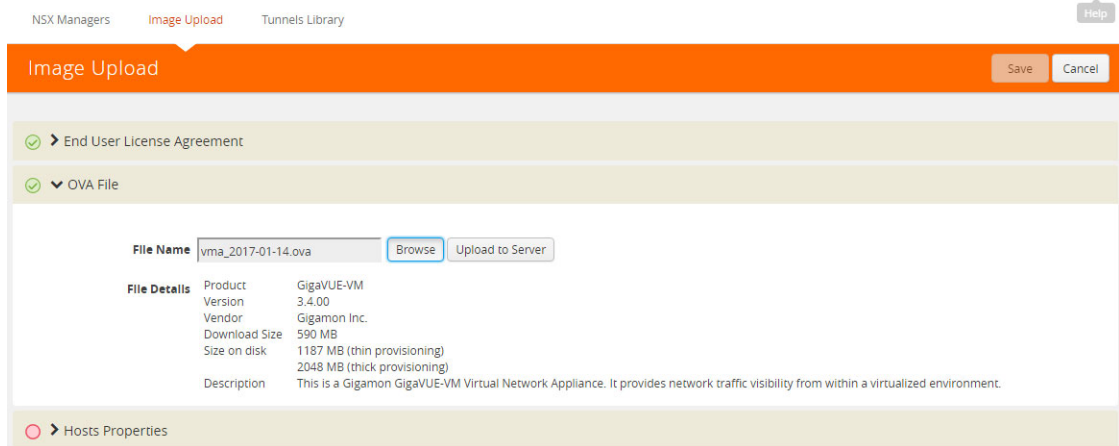 Help
NSX Managers Image Upload Tunnels Library
Image Upload Save Cancel
End User License Agreement
OVA File
File Name vma_2017-01-14.ova Browse Upload to Server
File Details Product GigaVUE-VM
Version 3.4.00
Vendor Gigamon Inc.
Download Size 590 MB
Size on disk 1187 MB (thin provisioning)
2048 MB (thick provisioning)
Description This is a Gigamon GigaVUE-VM Virtual Network Appliance. It provides network traffic visibility from within a virtualized environment.
Hosts Properties